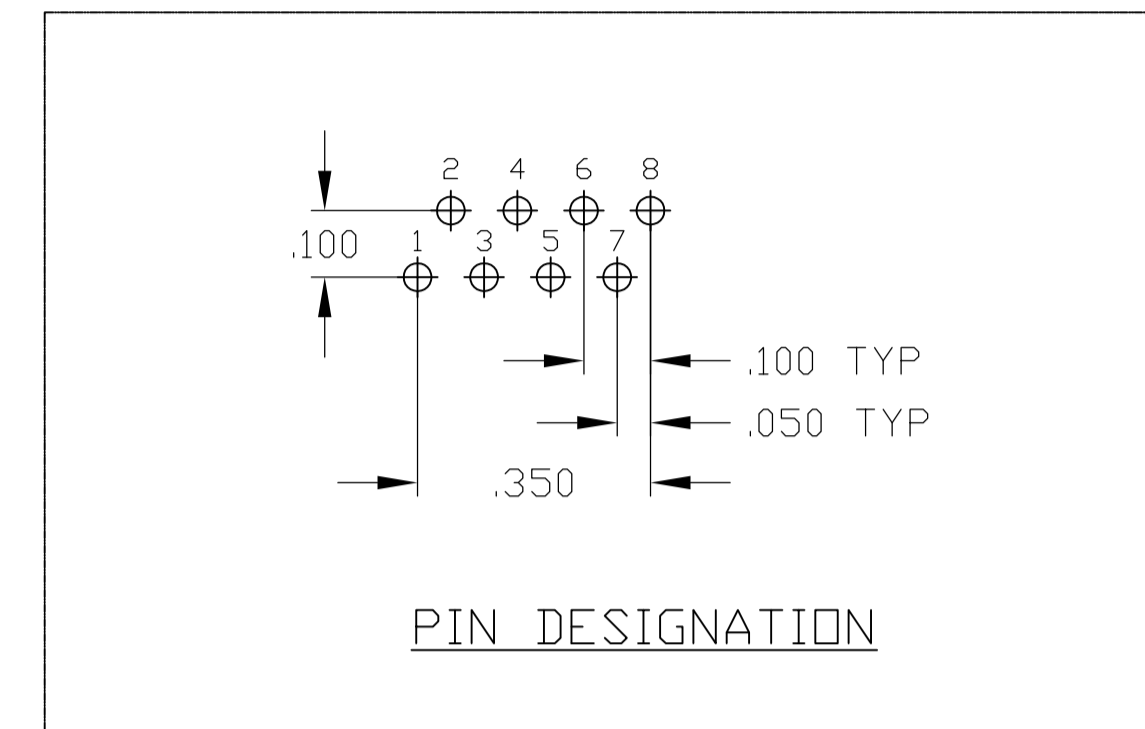 2 4 6 8
.100 1 3 5 7
.100 TYP
.050 TYP
.350
PIN DESIGNATION